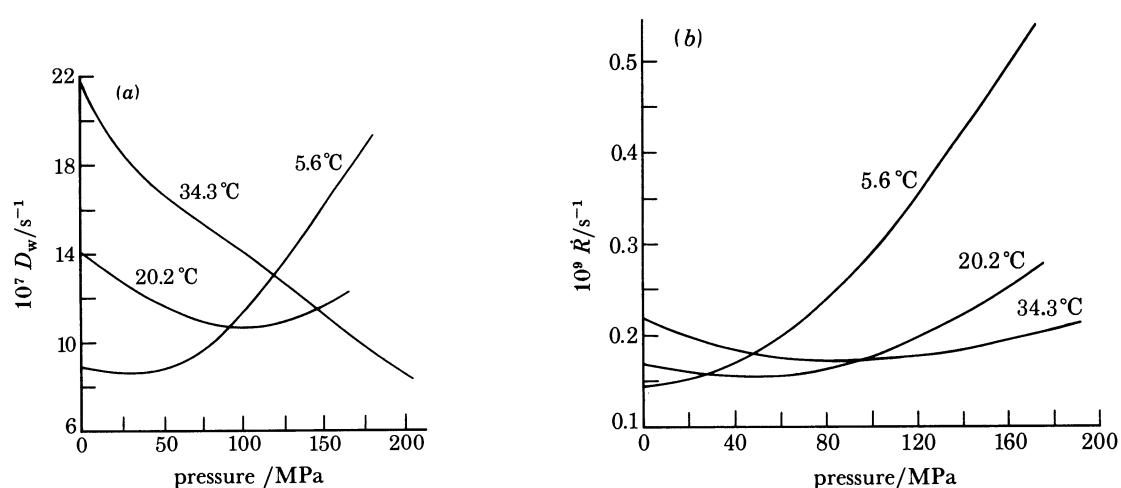 (a)
10⁷ D_w/s⁻¹
22
18
14
10
6
34.3 °C
5.6 °C
20.2 °C
0 50 100 150 200
pressure /MPa
(b)
10⁹ Ṙ/s⁻¹
0.5
0.4
0.3
0.2
0.1
5.6 °C
20.2 °C
34.3 °C
0 40 80 120 160 200
pressure/MPa